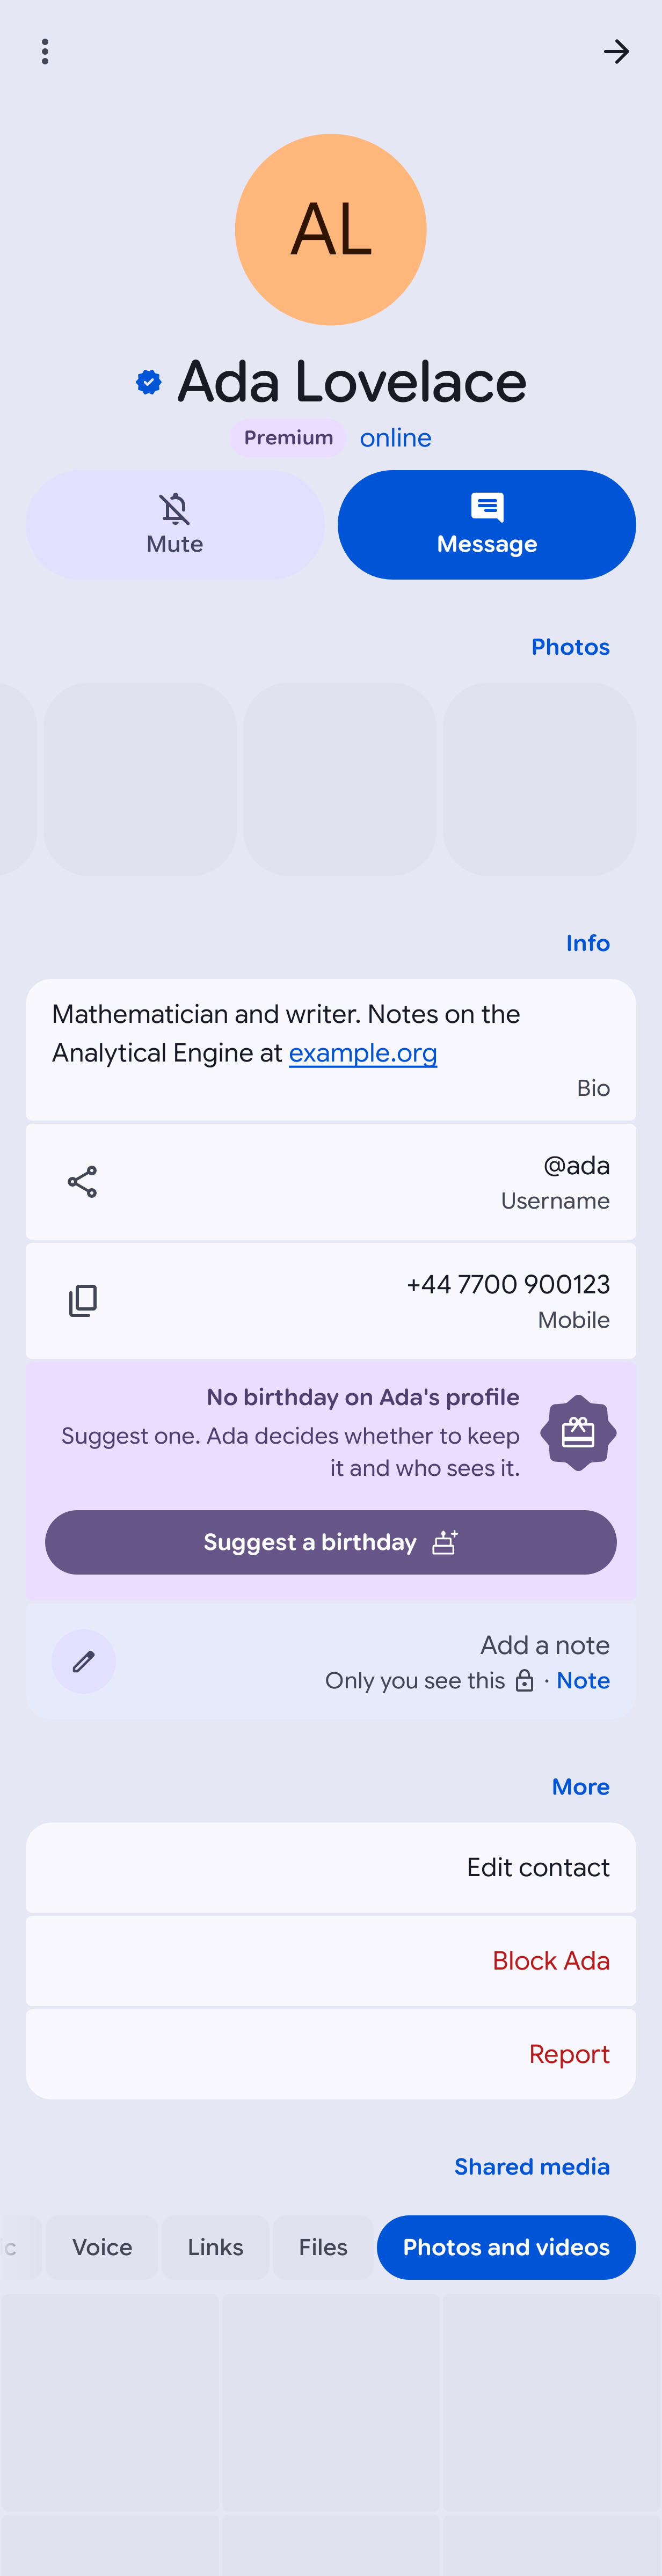 AL
Ada Lovelace
Premium online
Mute
Message
Photos
Info
Mathematician and writer. Notes on the
Analytical Engine at example.org
Bio
@ada
Username
+44 7700 900123
Mobile
No birthday on Ada's profile
Suggest one. Ada decides whether to keep
it and who sees it.
Suggest a birthday
Add a note
Only you see this · Note
More
Edit contact
Block Ada
Report
Shared media
Photos and videos
Files
Links
Voice